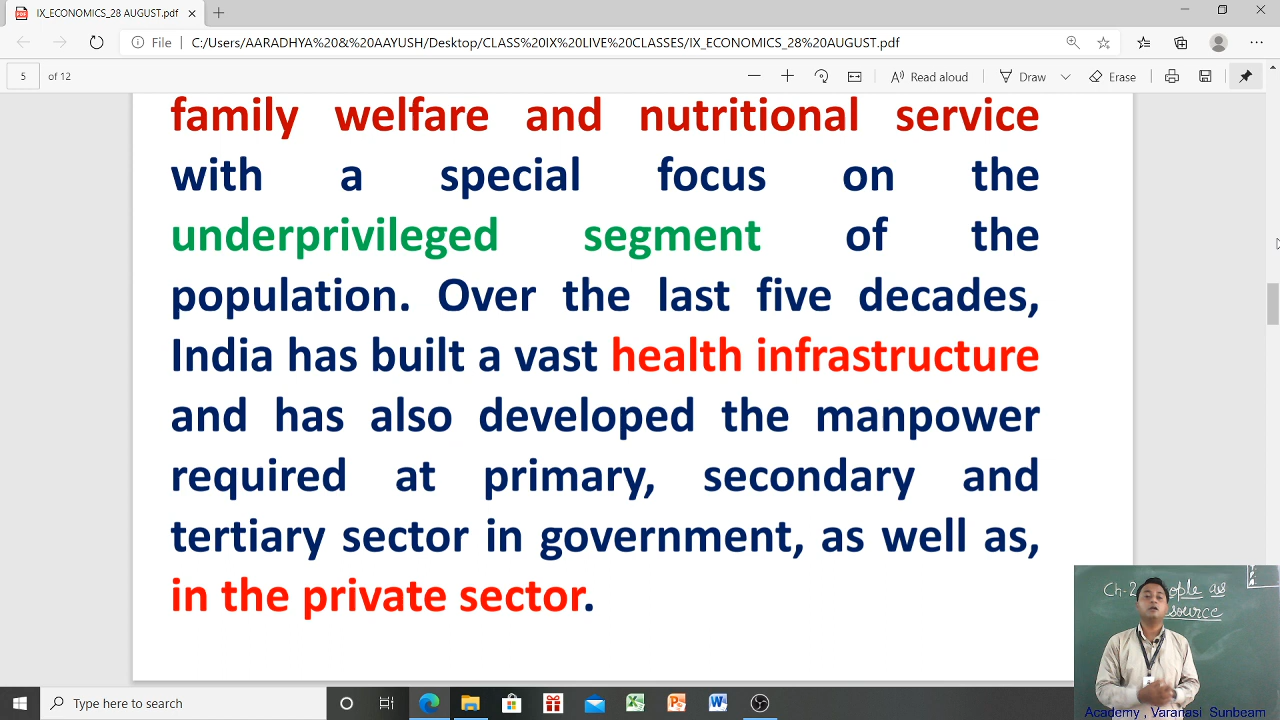 IX_ECONOMICS_28 AUGUST.pdf
File
C:/Users/AARADHYA%20&%20AAYUSH/Desktop/CLASS%20IX%20LIVE%20CLASSES/IX_ECONOMICS_28%20AUGUST.pdf
5 of 12
Read aloud
Draw
Erase
family welfare and nutritional service
with a special focus on the
underprivileged segment of the
population. Over the last five decades,
India has built a vast health infrastructure
and has also developed the manpower
required at primary, secondary and
tertiary sector in government, as well as,
in the private sector.
Ch-2 ople as
source
Type here to search
Academy , Varanasi Sunbeam